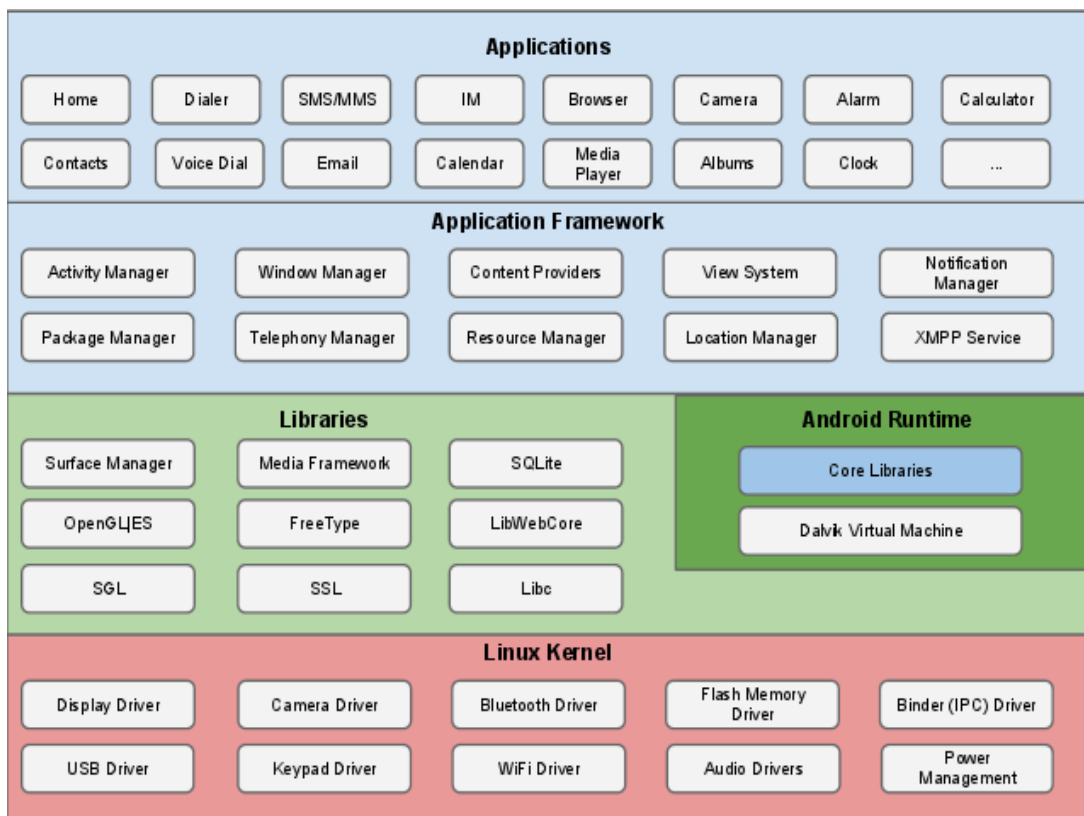 Applications
Home
Dialer
SMS/MMS
IM
Browser
Camera
Alarm
Calculator
Contacts
Voice Dial
Email
Calendar
Media
Player
Albums
Clock
...
Application Framework
Activity Manager
Window Manager
Content Providers
View System
Notification
Manager
Package Manager
Telephony Manager
Resource Manager
Location Manager
XMPP Service
Libraries
Surface Manager
Media Framework
SQLite
OpenGL|ES
FreeType
LibWebCore
SGL
SSL
Libc
Android Runtime
Core Libraries
Dalvik Virtual Machine
Linux Kernel
Display Driver
Camera Driver
Bluetooth Driver
Flash Memory
Driver
Binder (IPC) Driver
USB Driver
Keypad Driver
WiFi Driver
Audio Drivers
Power
Management